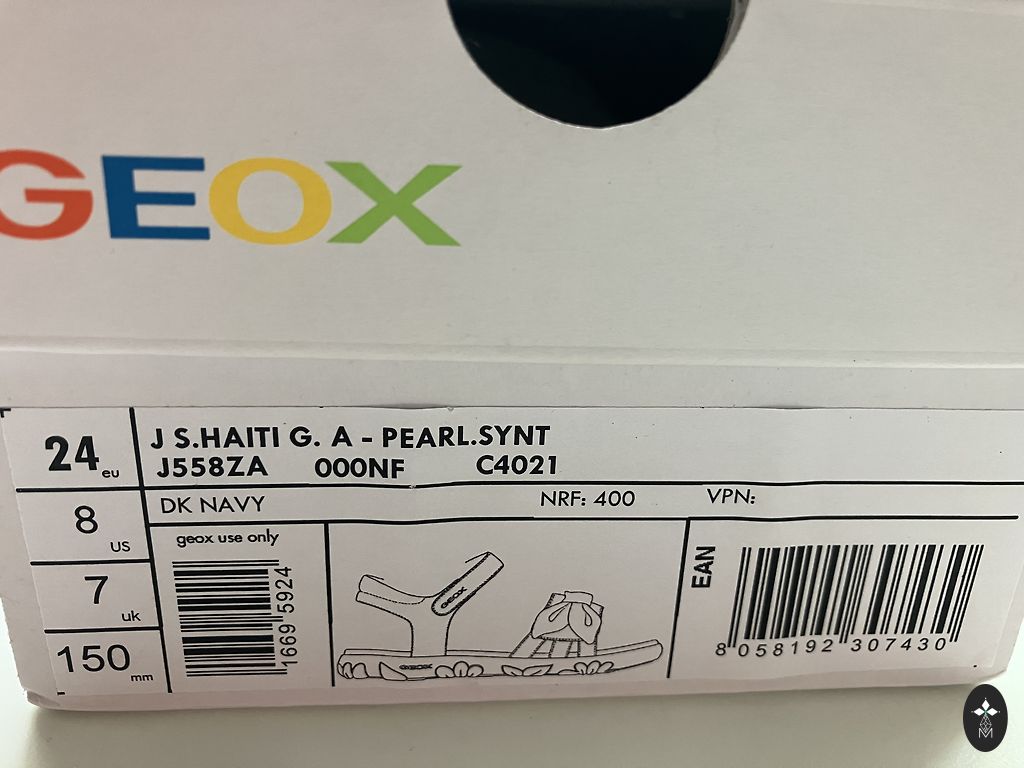 GEOX
24 eu
J S.HAITI G. A - PEARL.SYNT
J558ZA 000NF C4021
8 US
DK NAVY NRF: 400 VPN:
7 uk
150 mm
geox use only
1669 5924
GEOX
GEOX
EAN
8 058192 307430
M